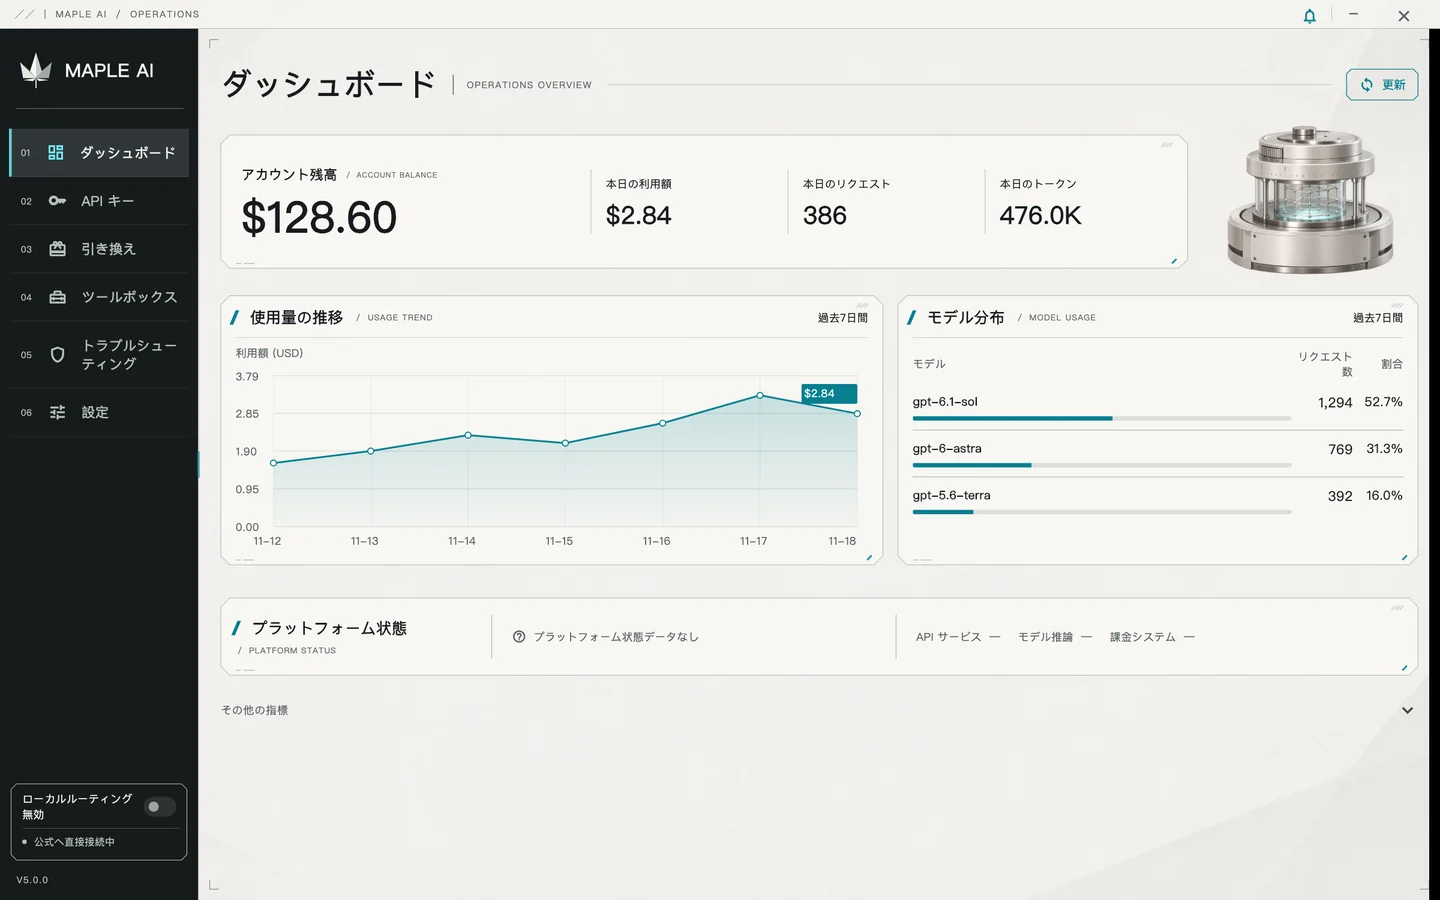 // | MAPLE AI / OPERATIONS
MAPLE AI
01 ダッシュボード
02 API キー
03 引き換え
04 ツールボックス
05 トラブルシュー
ティング
06 設定
ローカルルーティング
無効
公式へ直接接続中
V5.0.0
ダッシュボード | OPERATIONS OVERVIEW
更新
アカウント残高 / ACCOUNT BALANCE
$128.60
本日の利用額
$2.84
本日のリクエスト
386
本日のトークン
476.0K
使用量の推移 / USAGE TREND
過去7日間
利用額 (USD)
3.79
2.85
1.90
0.95
0.00
$2.84
11-12 11-13 11-14 11-15 11-16 11-17 11-18
モデル分布 / MODEL USAGE
過去7日間
モデル
リクエスト
数
割合
gpt-6.1-sol 1,294 52.7%
gpt-6-astra 769 31.3%
gpt-5.6-terra 392 16.0%
プラットフォーム状態
/ PLATFORM STATUS
プラットフォーム状態データなし
API サービス — モデル推論 — 課金システム —
その他の指標